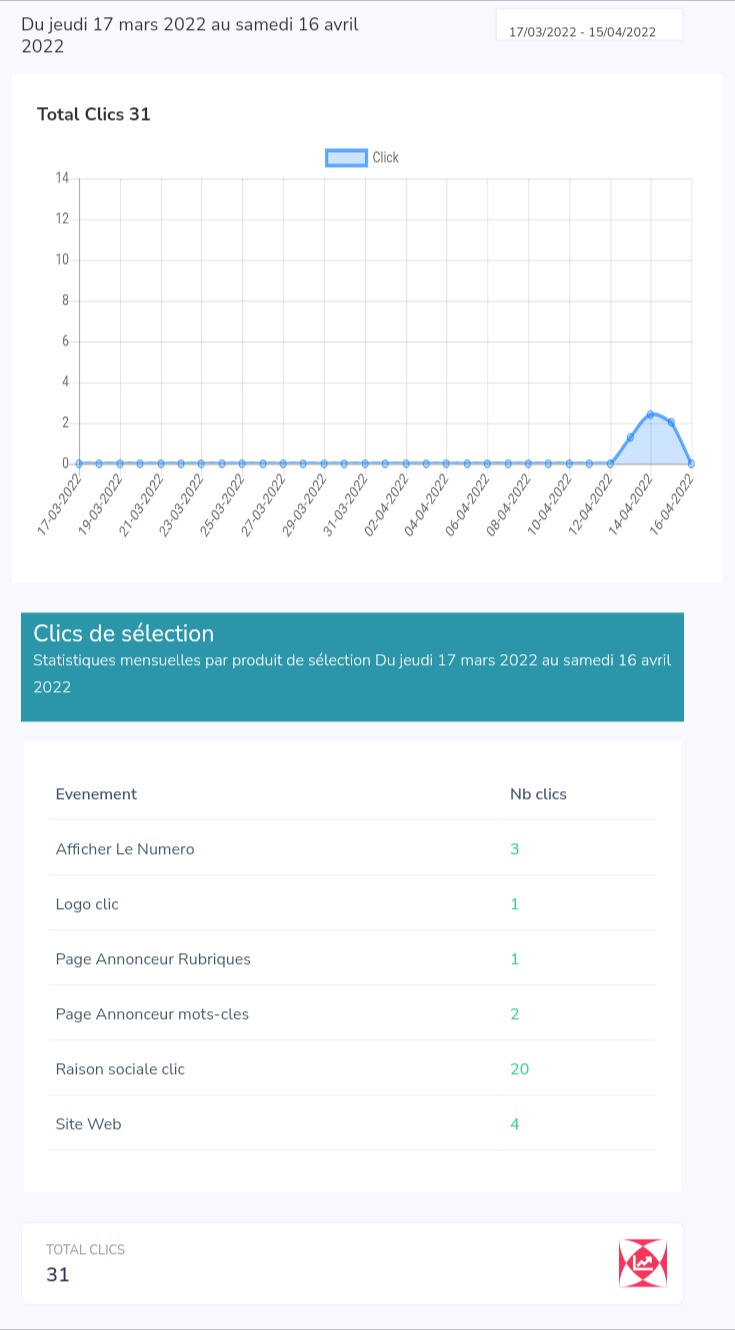 Du jeudi 17 mars 2022 au samedi 16 avril
2022
17/03/2022 - 15/04/2022
Total Clics 31
Click
14
12
10
8
6
4
2
0
17-03-2022
19-03-2022
21-03-2022
23-03-2022
25-03-2022
27-03-2022
29-03-2022
31-03-2022
02-04-2022
04-04-2022
06-04-2022
08-04-2022
10-04-2022
12-04-2022
14-04-2022
16-04-2022
Clics de sélection
Statistiques mensuelles par produit de sélection Du jeudi 17 mars 2022 au samedi 16 avril
2022
Evenement Nb clics
Afficher Le Numero 3
Logo clic 1
Page Annonceur Rubriques 1
Page Annonceur mots-cles 2
Raison sociale clic 20
Site Web 4
TOTAL CLICS
31